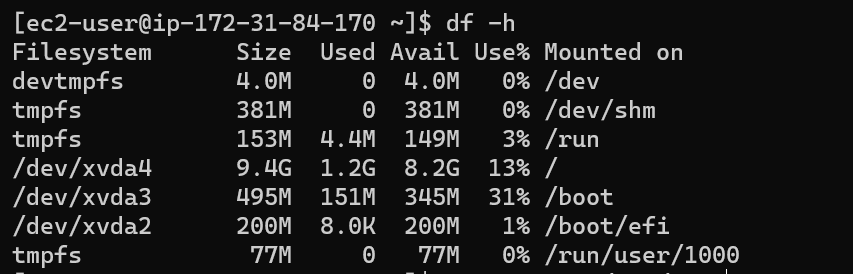 [ec2-user@ip-172-31-84-170 ~]$ df -h
Filesystem      Size  Used Avail Use% Mounted on
devtmpfs        4.0M     0  4.0M   0% /dev
tmpfs           381M     0  381M   0% /dev/shm
tmpfs           153M  4.4M  149M   3% /run
/dev/xvda4      9.4G  1.2G  8.2G  13% /
/dev/xvda3      495M  151M  345M  31% /boot
/dev/xvda2      200M  8.0K  200M   1% /boot/efi
tmpfs            77M     0   77M   0% /run/user/1000